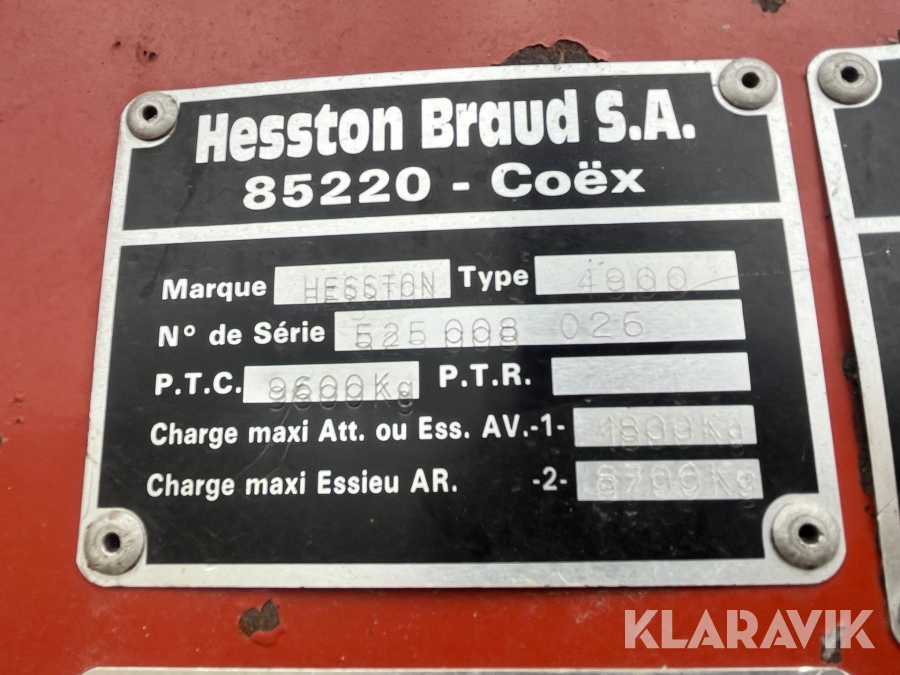 Hesston Braud S.A.
85220 - Coëx
Marque HESSTON Type 4900
N° de Série 525 008 026
P.T.C. 9600Kg P.T.R.
Charge maxi Att. ou Ess. AV.-1- 1800Kg
Charge maxi Essieu AR. -2- 8700Kg
KLARAVIK